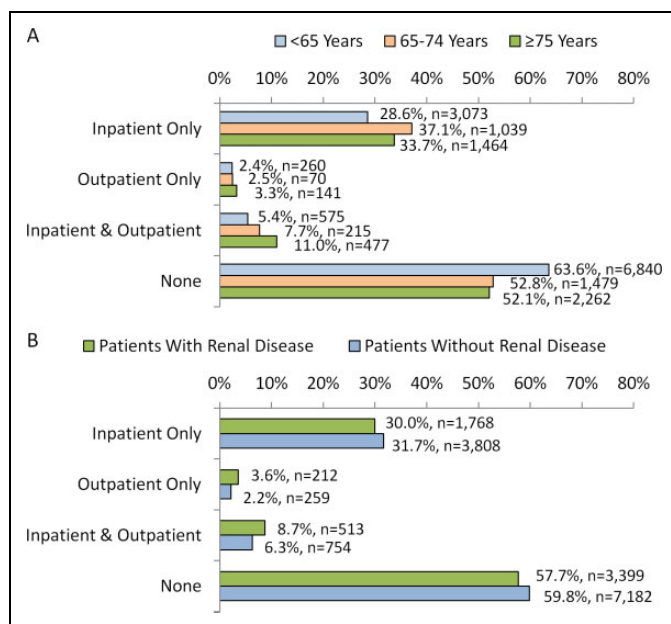 A
<65 Years 65-74 Years ≥75 Years
0% 10% 20% 30% 40% 50% 60% 70% 80%
Inpatient Only
28.6%, n=3,073
37.1%, n=1,039
33.7%, n=1,464
Outpatient Only
2.4%, n=260
2.5%, n=70
3.3%, n=141
Inpatient & Outpatient
5.4%, n=575
7.7%, n=215
11.0%, n=477
None
63.6%, n=6,840
52.8%, n=1,479
52.1%, n=2,262
B
Patients With Renal Disease Patients Without Renal Disease
0% 10% 20% 30% 40% 50% 60% 70% 80%
Inpatient Only
30.0%, n=1,768
31.7%, n=3,808
Outpatient Only
3.6%, n=212
2.2%, n=259
Inpatient & Outpatient
8.7%, n=513
6.3%, n=754
None
57.7%, n=3,399
59.8%, n=7,182